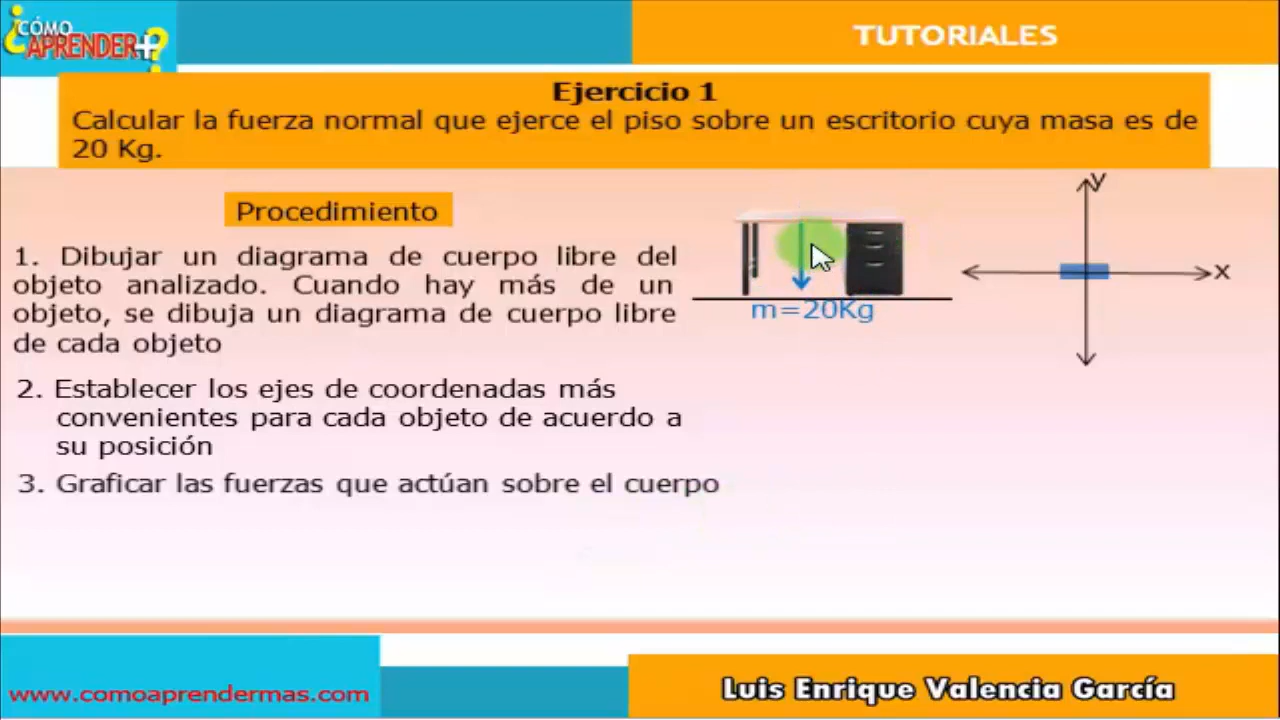 ¿CÓMO
APRENDER+?
TUTORIALES
Ejercicio 1
Calcular la fuerza normal que ejerce el piso sobre un escritorio cuya masa es de
20 Kg.
Procedimiento
1. Dibujar un diagrama de cuerpo libre del
objeto analizado. Cuando hay más de un
objeto, se dibuja un diagrama de cuerpo libre
de cada objeto
2. Establecer los ejes de coordenadas más
convenientes para cada objeto de acuerdo a
su posición
3. Graficar las fuerzas que actúan sobre el cuerpo
m=20Kg
y
x
www.comoaprendermas.com
Luis Enrique Valencia García